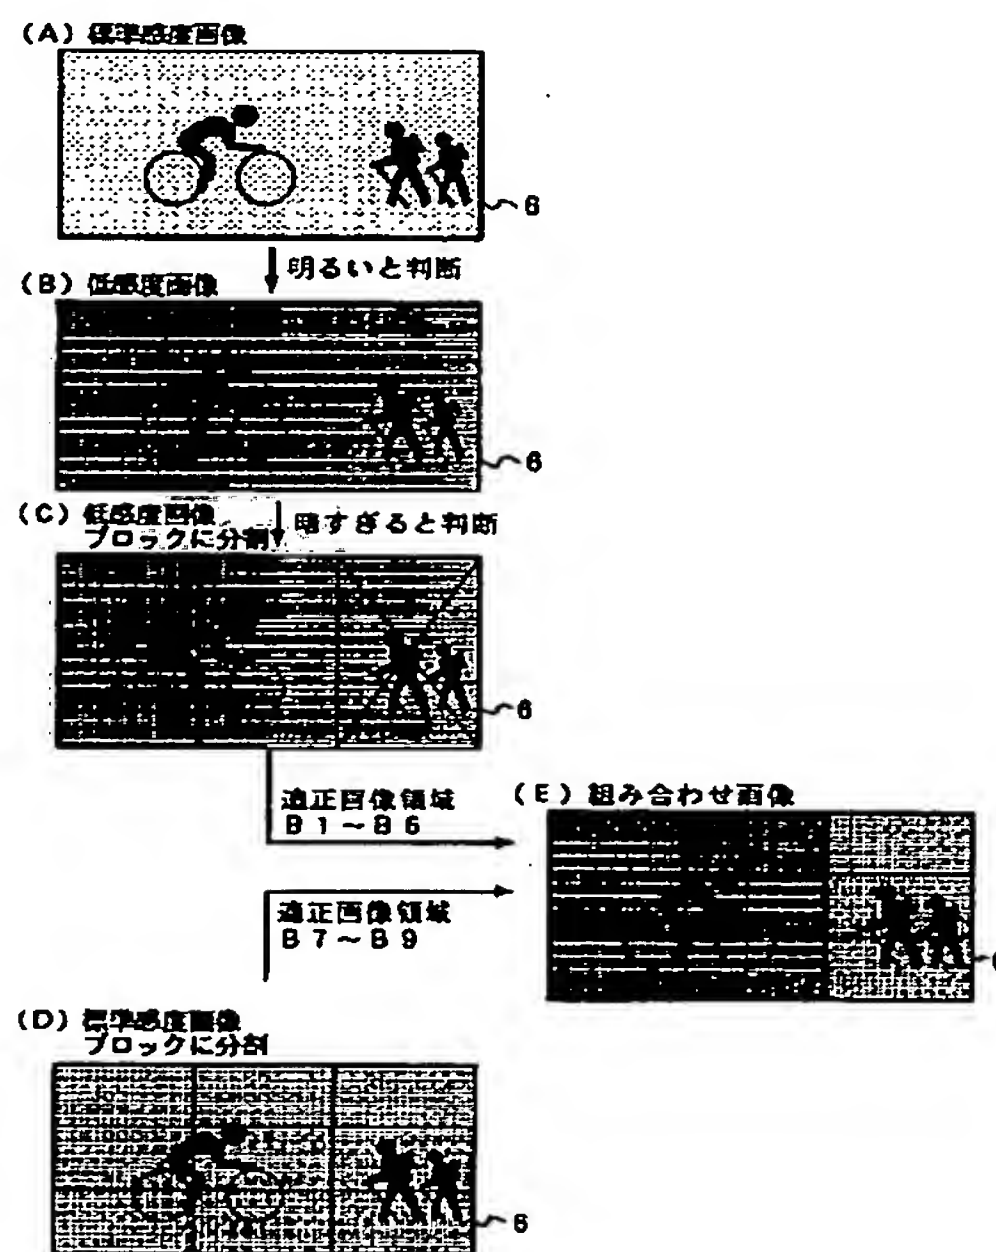 (A) 標準感度画像
6
明るいと判断
(B) 低感度画像
6
暗すぎると判断
(C) 低感度画像
ブロックに分割
6
適正画像領域
B1~B6
(E) 組み合わせ画像
適正画像領域
B7~B9
(D) 標準感度画像
ブロックに分割
6